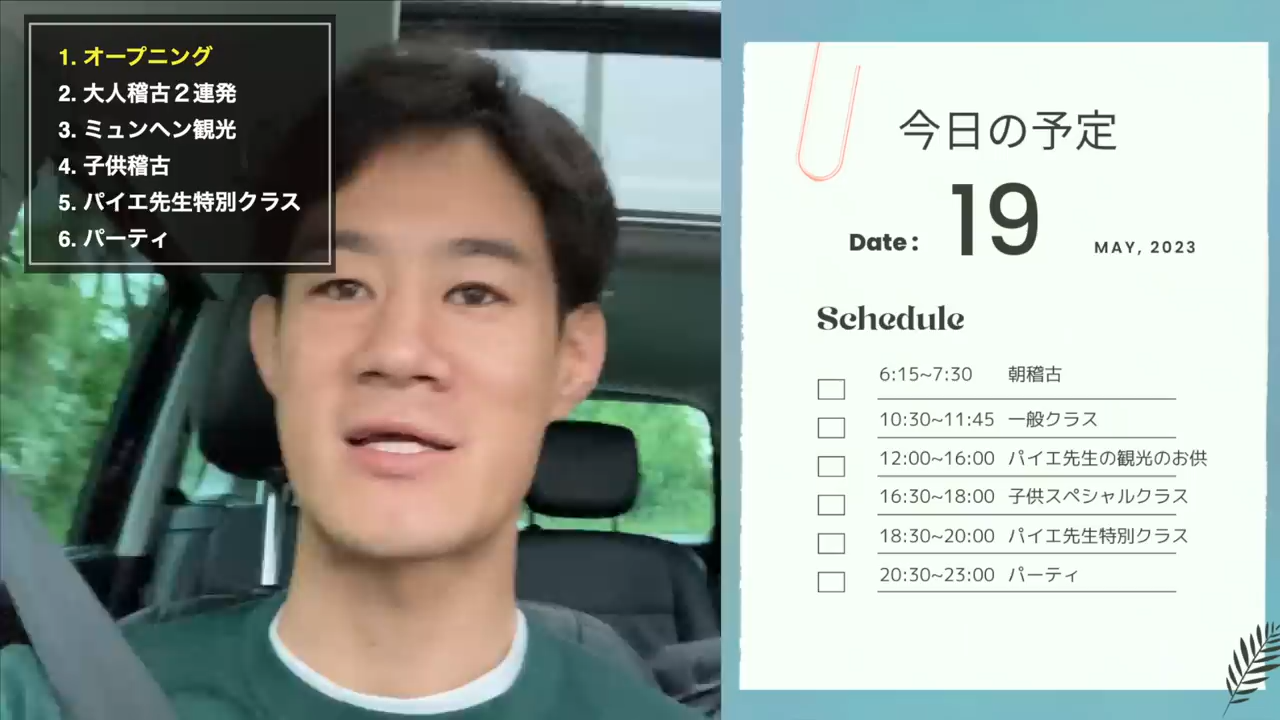 1. オープニング
2. 大人稽古２連発
3. ミュンヘン観光
4. 子供稽古
5. パイエ先生特別クラス
6. パーティ
今日の予定
Date: 19 MAY, 2023
Schedule
6:15~7:30 朝稽古
10:30~11:45 一般クラス
12:00~16:00 パイエ先生の観光のお供
16:30~18:00 子供スペシャルクラス
18:30~20:00 パイエ先生特別クラス
20:30~23:00 パーティ